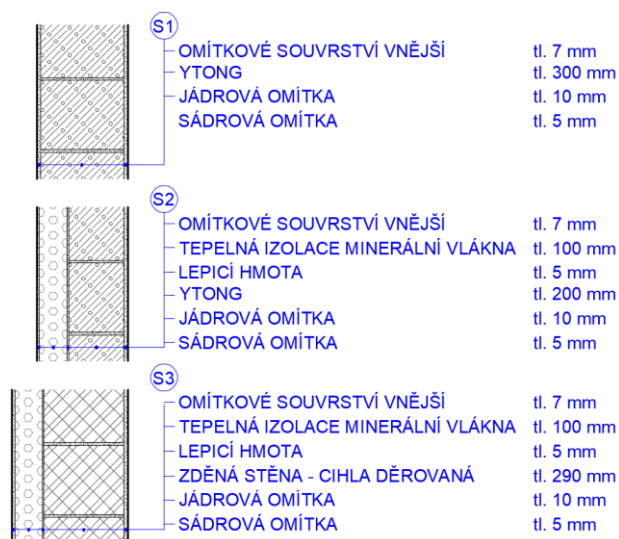 S1
OMÍTKOVÉ SOUVRSTVÍ VNĚJŠÍ tl. 7 mm
YTONG tl. 300 mm
JÁDROVÁ OMÍTKA tl. 10 mm
SÁDROVÁ OMÍTKA tl. 5 mm
S2
OMÍTKOVÉ SOUVRSTVÍ VNĚJŠÍ tl. 7 mm
TEPELNÁ IZOLACE MINERÁLNÍ VLÁKNA tl. 100 mm
LEPICÍ HMOTA tl. 5 mm
YTONG tl. 200 mm
JÁDROVÁ OMÍTKA tl. 10 mm
SÁDROVÁ OMÍTKA tl. 5 mm
S3
OMÍTKOVÉ SOUVRSTVÍ VNĚJŠÍ tl. 7 mm
TEPELNÁ IZOLACE MINERÁLNÍ VLÁKNA tl. 100 mm
LEPICÍ HMOTA tl. 5 mm
ZDĚNÁ STĚNA - CIHLA DĚROVANÁ tl. 290 mm
JÁDROVÁ OMÍTKA tl. 10 mm
SÁDROVÁ OMÍTKA tl. 5 mm